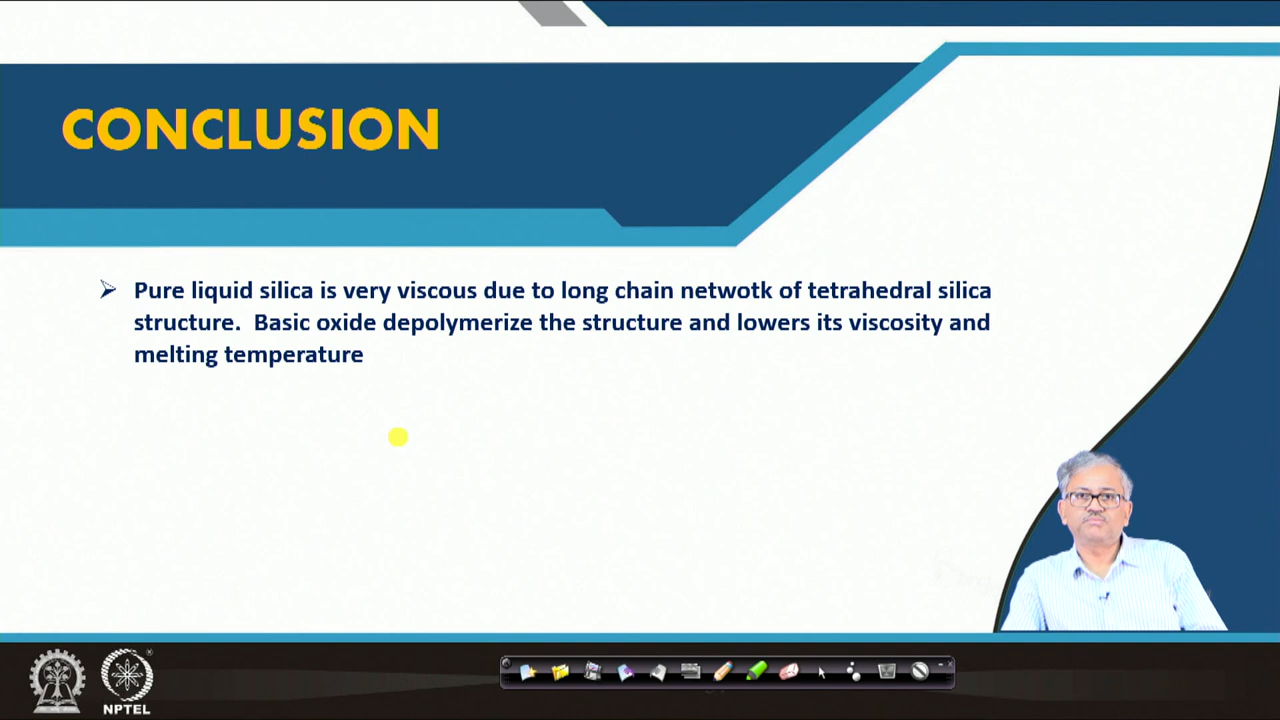 CONCLUSION
Pure liquid silica is very viscous due to long chain netwotk of tetrahedral silica
structure. Basic oxide depolymerize the structure and lowers its viscosity and
melting temperature
NPTEL